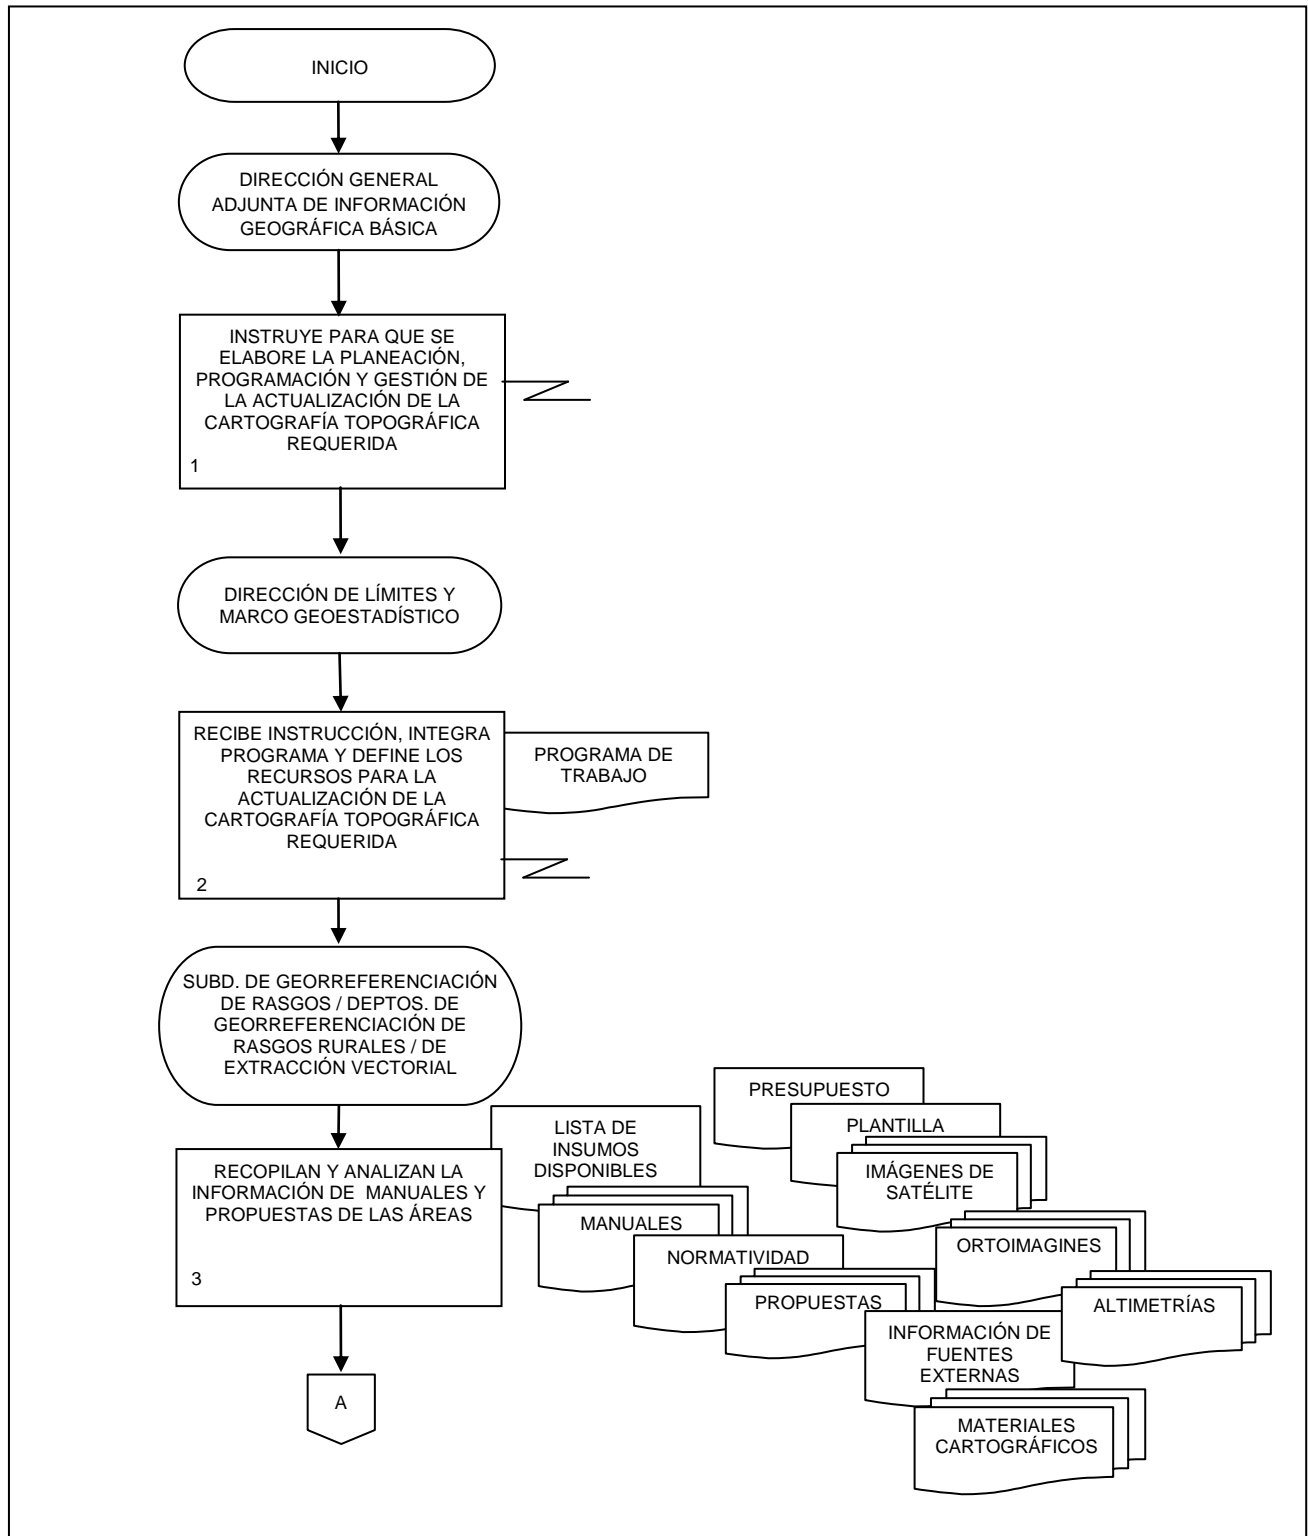 INICIO
DIRECCIÓN GENERAL
ADJUNTA DE INFORMACIÓN
GEOGRÁFICA BÁSICA
INSTRUYE PARA QUE SE
ELABORE LA PLANEACIÓN,
PROGRAMACIÓN Y GESTIÓN DE
LA ACTUALIZACIÓN DE LA
CARTOGRAFÍA TOPOGRÁFICA
REQUERIDA
1
DIRECCIÓN DE LÍMITES Y
MARCO GEOESTADÍSTICO
RECIBE INSTRUCCIÓN, INTEGRA
PROGRAMA Y DEFINE LOS
RECURSOS PARA LA
ACTUALIZACIÓN DE LA
CARTOGRAFÍA TOPOGRÁFICA
REQUERIDA
2
PROGRAMA DE
TRABAJO
SUBD. DE GEORREFERENCIACIÓN
DE RASGOS / DEPTOS. DE
GEORREFERENCIACIÓN DE
RASGOS RURALES / DE
EXTRACCIÓN VECTORIAL
RECOPILAN Y ANALIZAN LA
INFORMACIÓN DE MANUALES Y
PROPUESTAS DE LAS ÁREAS
3
LISTA DE
INSUMOS
DISPONIBLES
MANUALES
NORMATIVIDAD
PROPUESTAS
PRESUPUESTO
PLANTILLA
IMÁGENES DE
SATÉLITE
ORTOIMAGINES
ALTIMETRÍAS
INFORMACIÓN DE
FUENTES
EXTERNAS
MATERIALES
CARTOGRÁFICOS
A